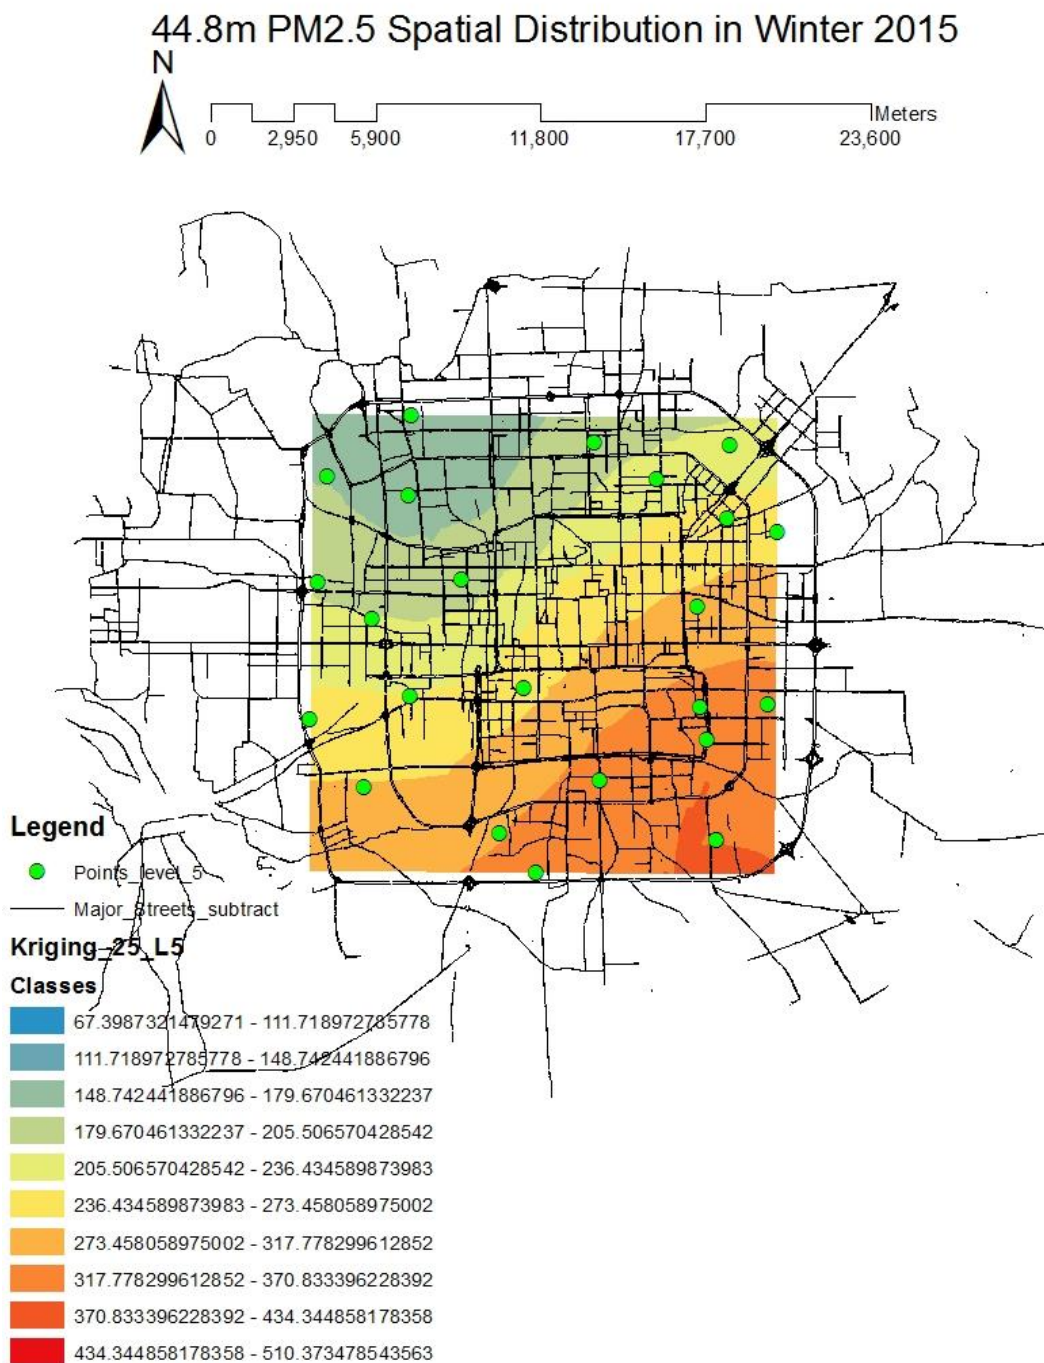 44.8m PM2.5 Spatial Distribution in Winter 2015
N
Meters
0 2,950 5,900 11,800 17,700 23,600
Legend
Points_level_5
Major_Streets_subtract
Kriging_25_L5
Classes
67.3987321479271 - 111.718972785778
111.718972785778 - 148.742441886796
148.742441886796 - 179.670461332237
179.670461332237 - 205.506570428542
205.506570428542 - 236.434589873983
236.434589873983 - 273.458058975002
273.458058975002 - 317.778299612852
317.778299612852 - 370.833396228392
370.833396228392 - 434.344858178358
434.344858178358 - 510.373478543563